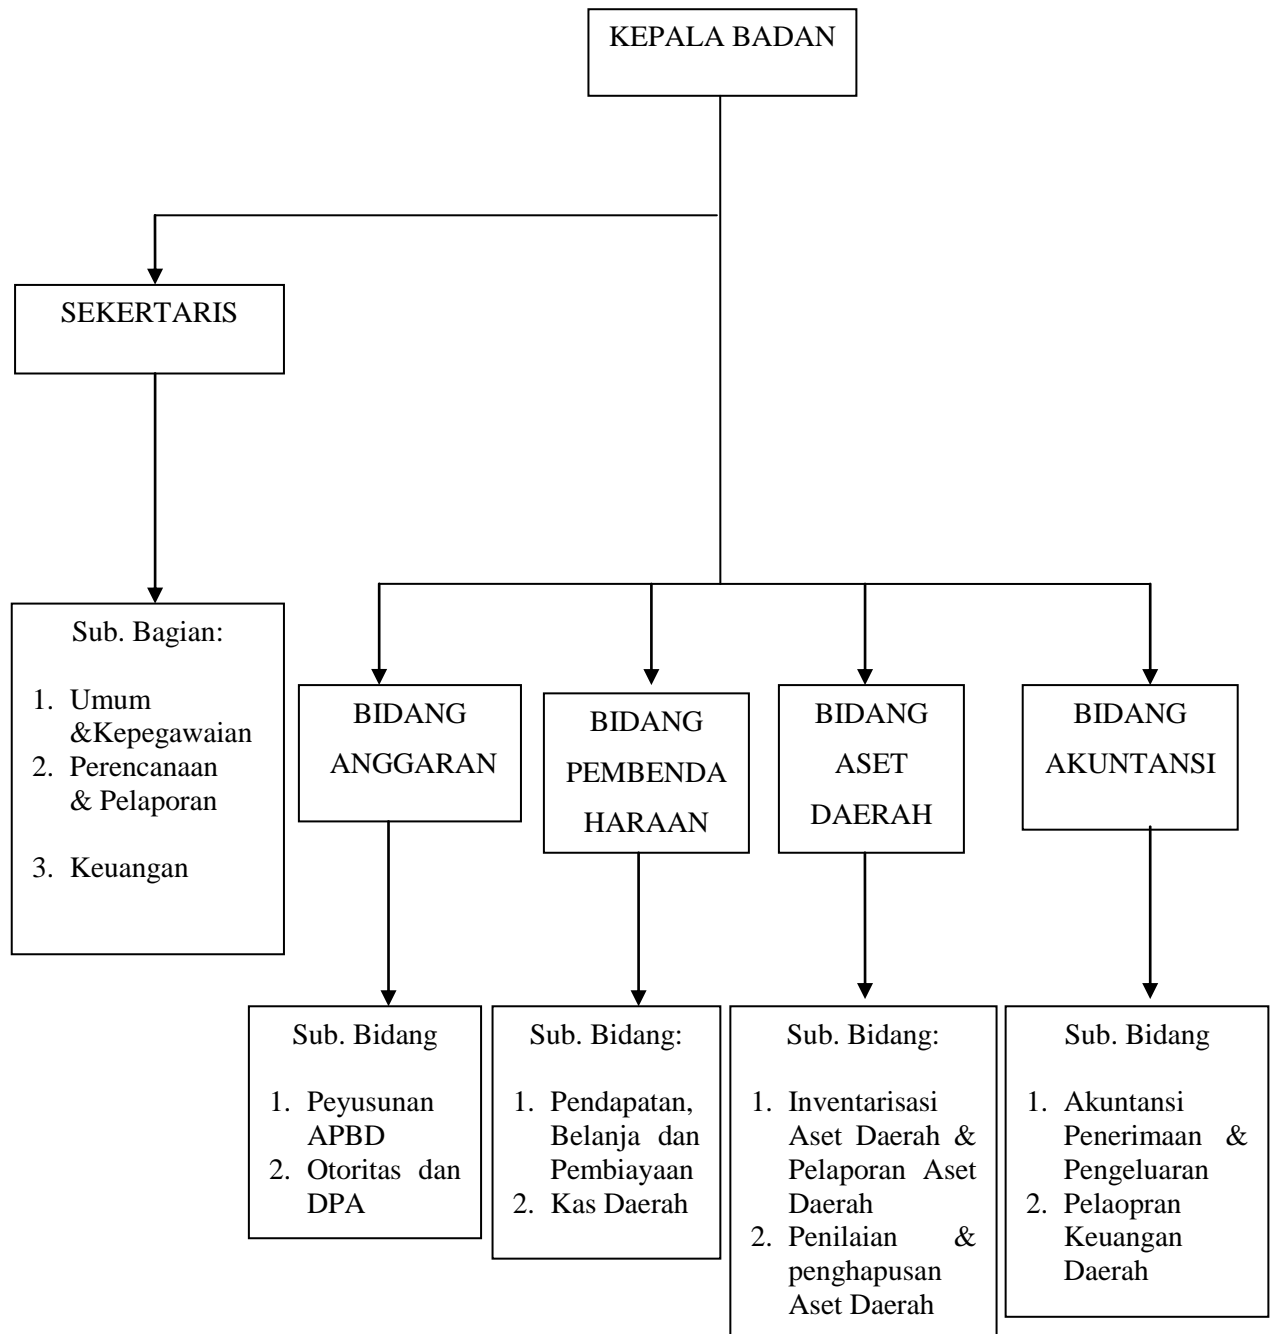 KEPALA BADAN
SEKERTARIS
Sub. Bagian:
1. Umum
&Kepegawaian
2. Perencanaan
& Pelaporan
3. Keuangan
BIDANG
ANGGARAN
BIDANG
PEMBENDA
HARAAN
BIDANG
ASET
DAERAH
BIDANG
AKUNTANSI
Sub. Bidang
1. Peyusunan
APBD
2. Otoritas dan
DPA
Sub. Bidang:
1. Pendapatan,
Belanja dan
Pembiayaan
2. Kas Daerah
Sub. Bidang:
1. Inventarisasi
Aset Daerah &
Pelaporan Aset
Daerah
2. Penilaian &
penghapusan
Aset Daerah
Sub. Bidang
1. Akuntansi
Penerimaan &
Pengeluaran
2. Pelaopran
Keuangan
Daerah